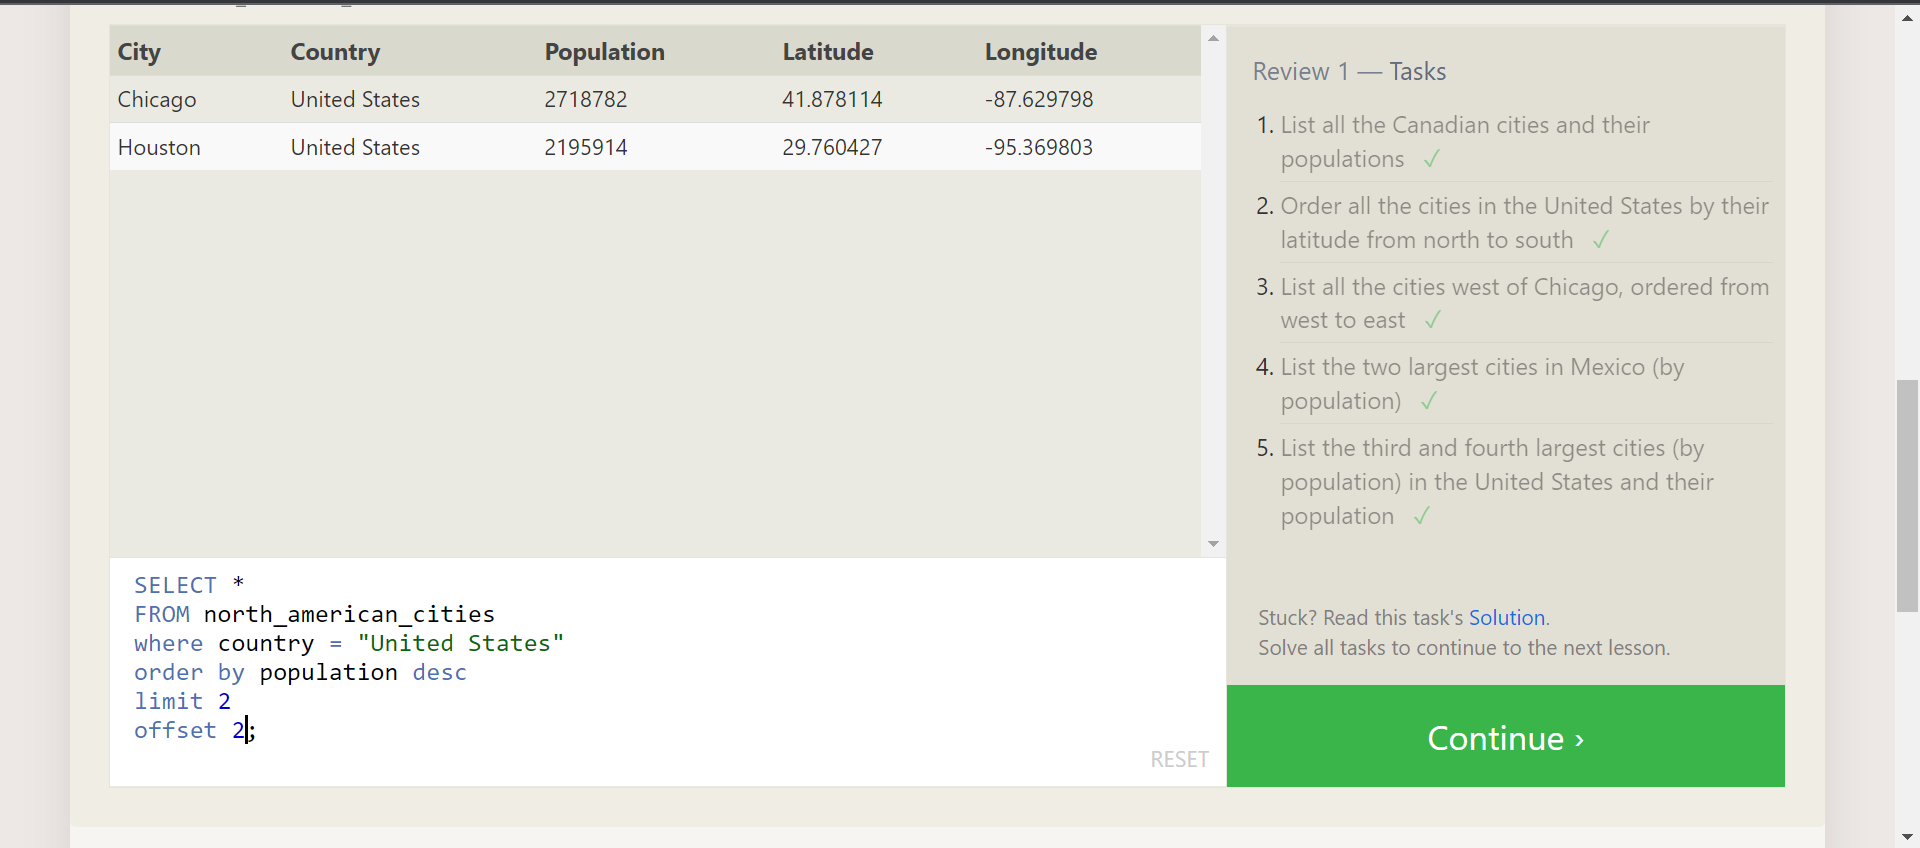 City Country Population Latitude Longitude
Chicago United States 2718782 41.878114 -87.629798
Houston United States 2195914 29.760427 -95.369803
SELECT *
FROM north_american_cities
where country = "United States"
order by population desc
limit 2
offset 2;
RESET
Review 1 — Tasks
1. List all the Canadian cities and their
populations ✓
2. Order all the cities in the United States by their
latitude from north to south ✓
3. List all the cities west of Chicago, ordered from
west to east ✓
4. List the two largest cities in Mexico (by
population) ✓
5. List the third and fourth largest cities (by
population) in the United States and their
population ✓
Stuck? Read this task's Solution.
Solve all tasks to continue to the next lesson.
Continue ›